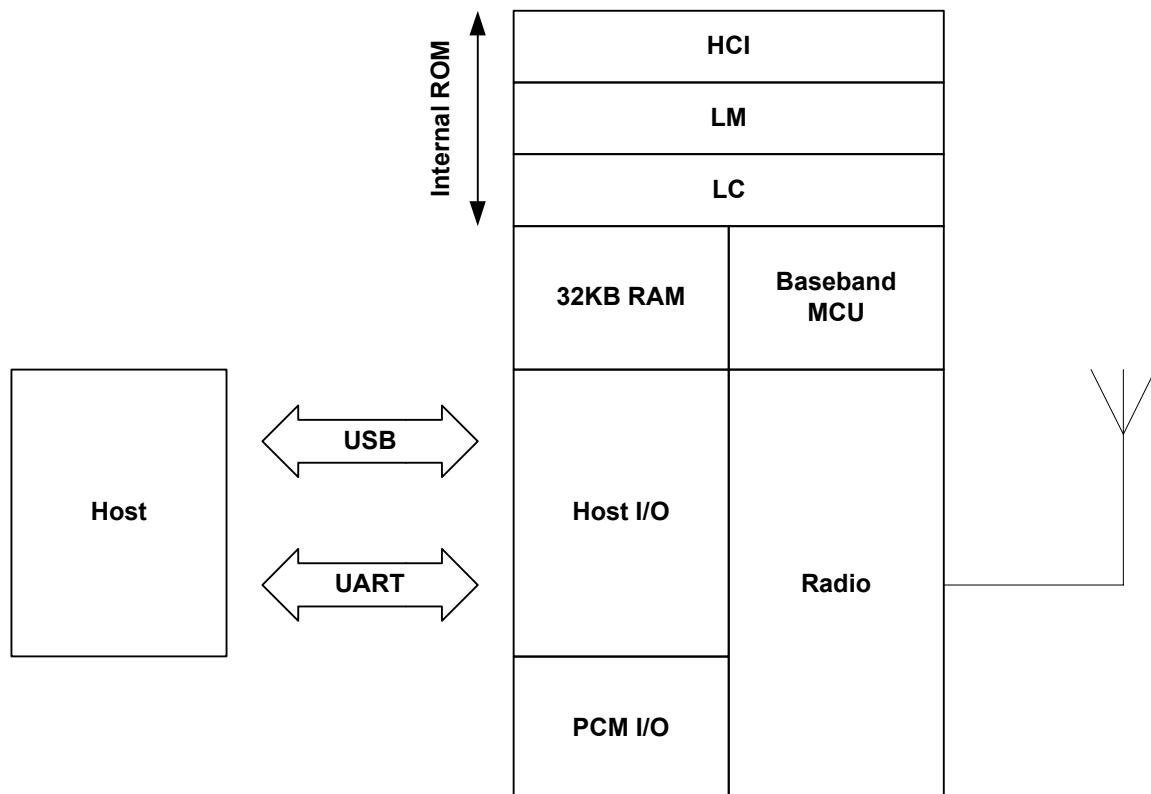 HCI
Internal ROM
LM
LC
32KB RAM
Baseband
MCU
USB
Host
Host I/O
UART
Radio
PCM I/O